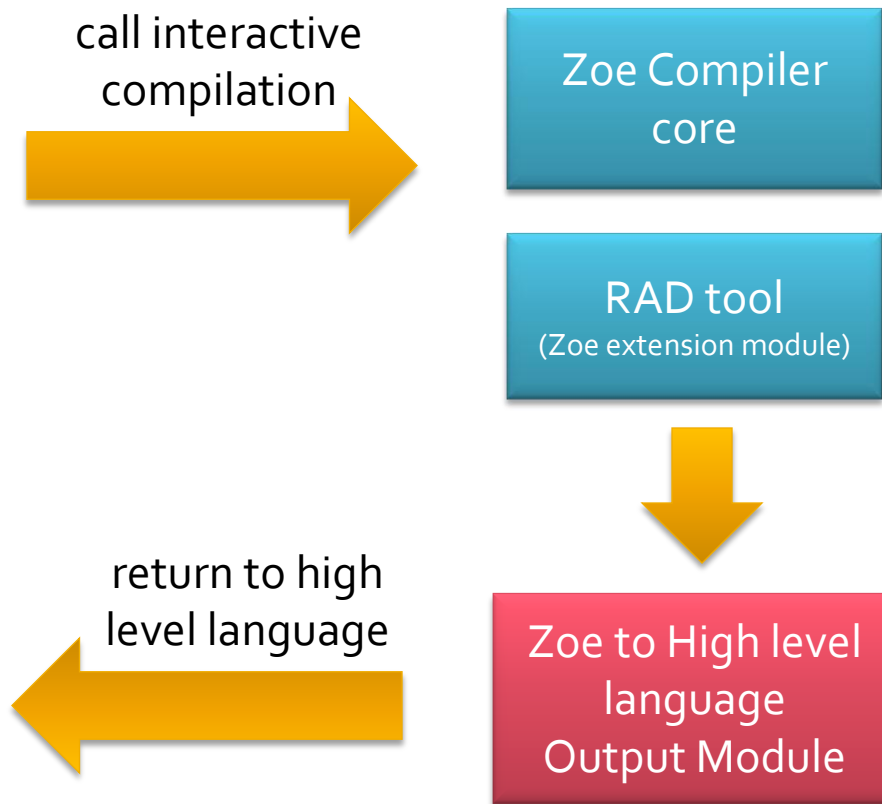 call interactive
compilation
Zoe Compiler
core
RAD tool
(Zoe extension module)
return to high
level language
Zoe to High level
language
Output Module